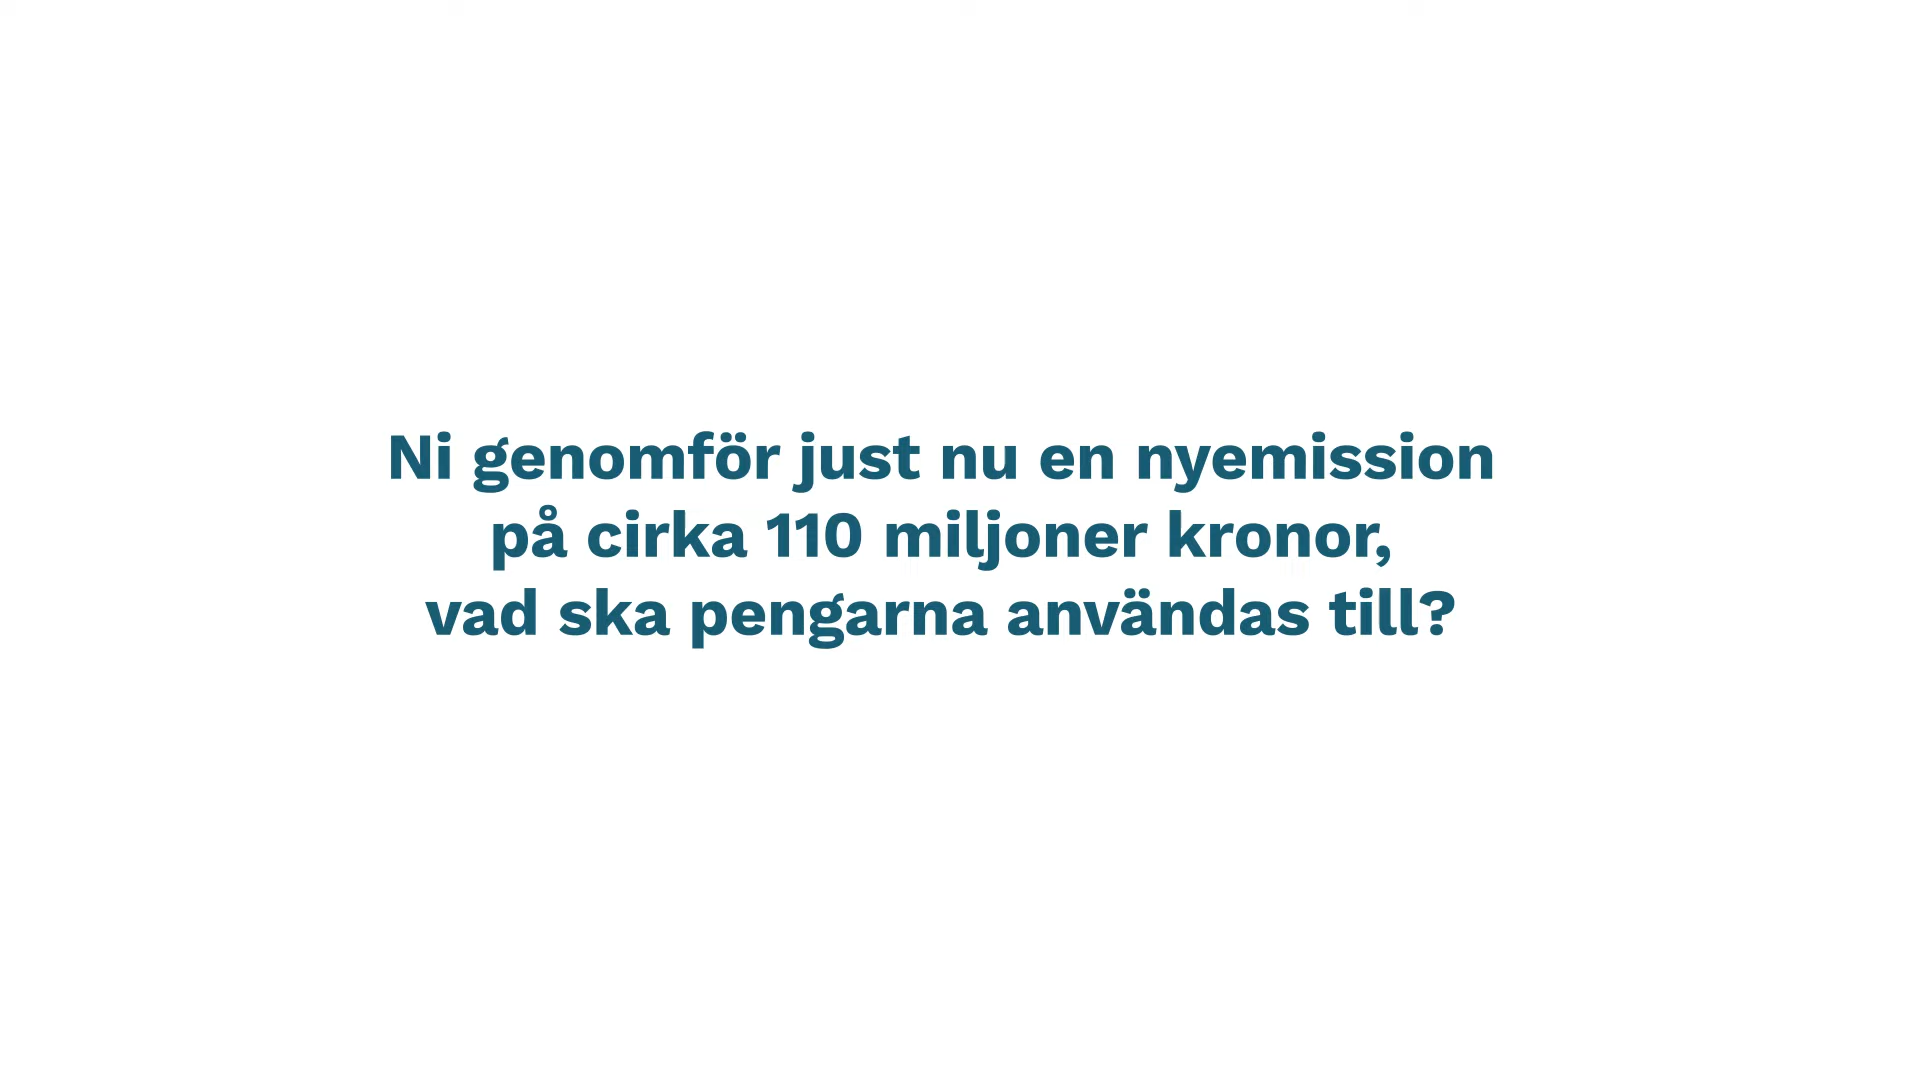 Ni genomför just nu en nyemission
på cirka 110 miljoner kronor,
vad ska pengarna användas till?